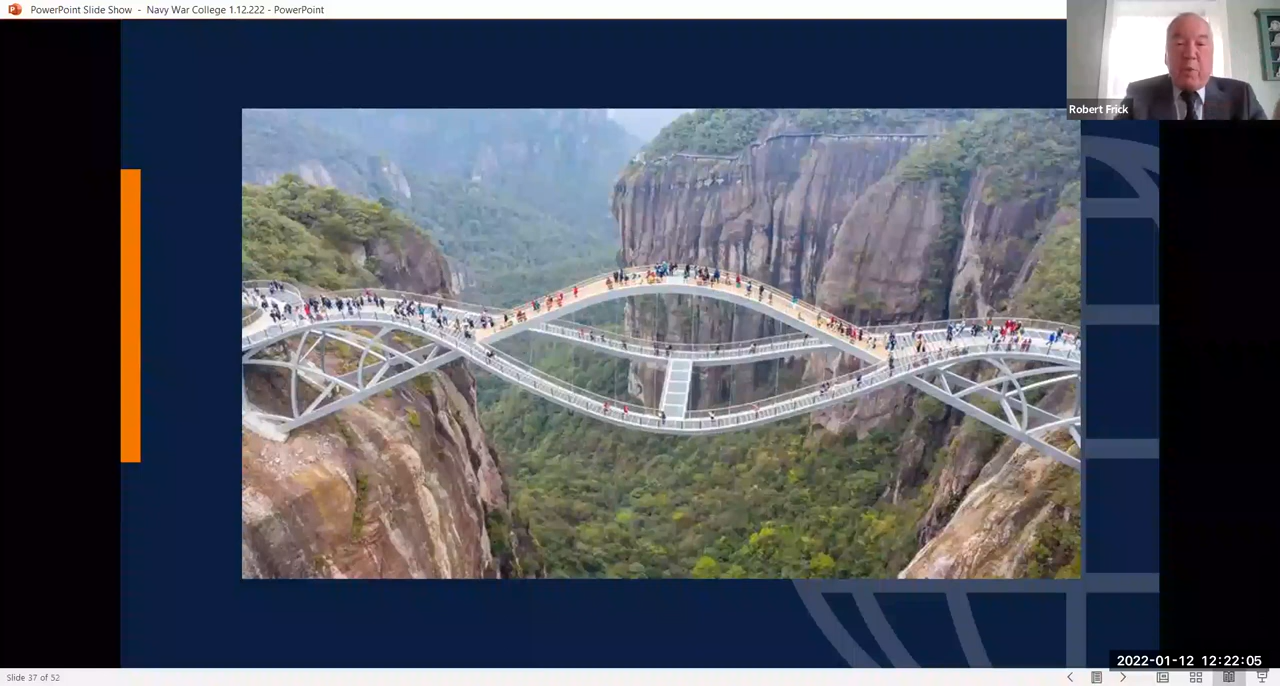 PowerPoint Slide Show - Navy War College 1.12.222 - PowerPoint
Robert Frick
2022-01-12 12:22:05
Slide 37 of 52